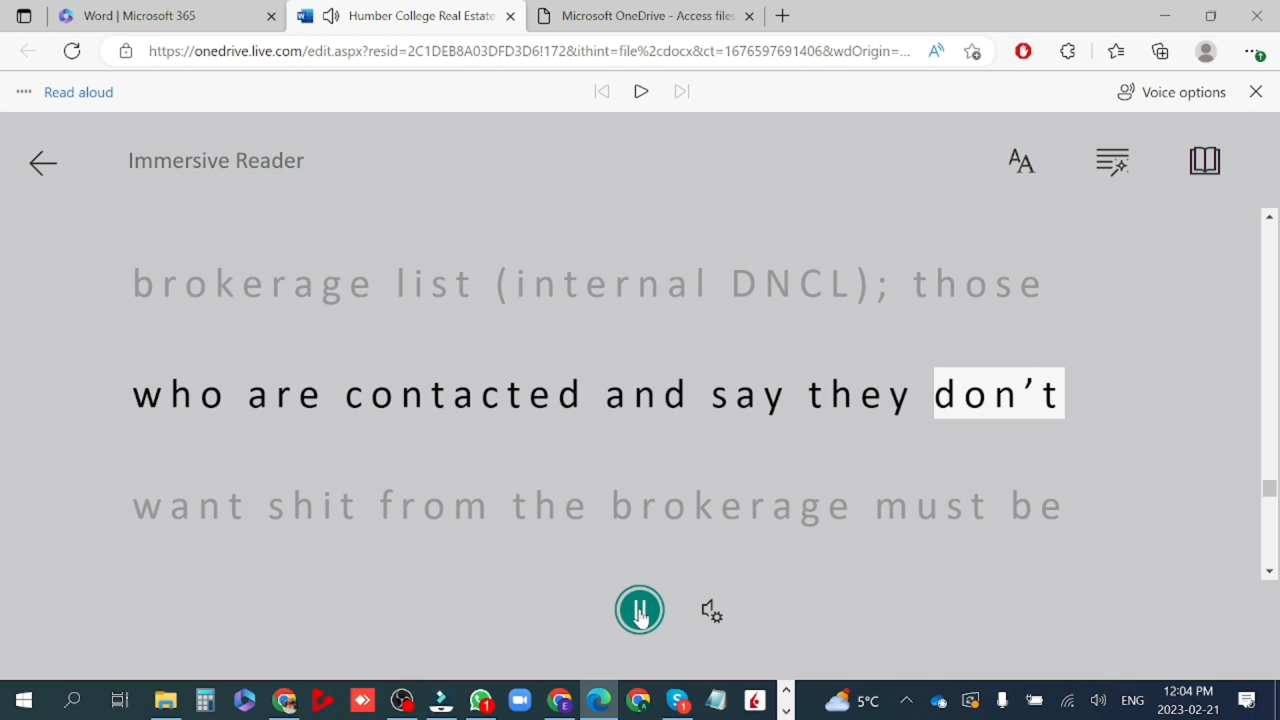 Word | Microsoft 365
Humber College Real Estate
Microsoft OneDrive - Access files
https://onedrive.live.com/edit.aspx?resid=2C1DEB8A03DFD3D6!172&ithint=file%2cdocx&ct=1676597691406&wdOrigin=...
Read aloud
Voice options
Immersive Reader
brokerage list (internal DNCL); those
who are contacted and say they don’t
want shit from the brokerage must be
5°C
ENG
12:04 PM
2023-02-21